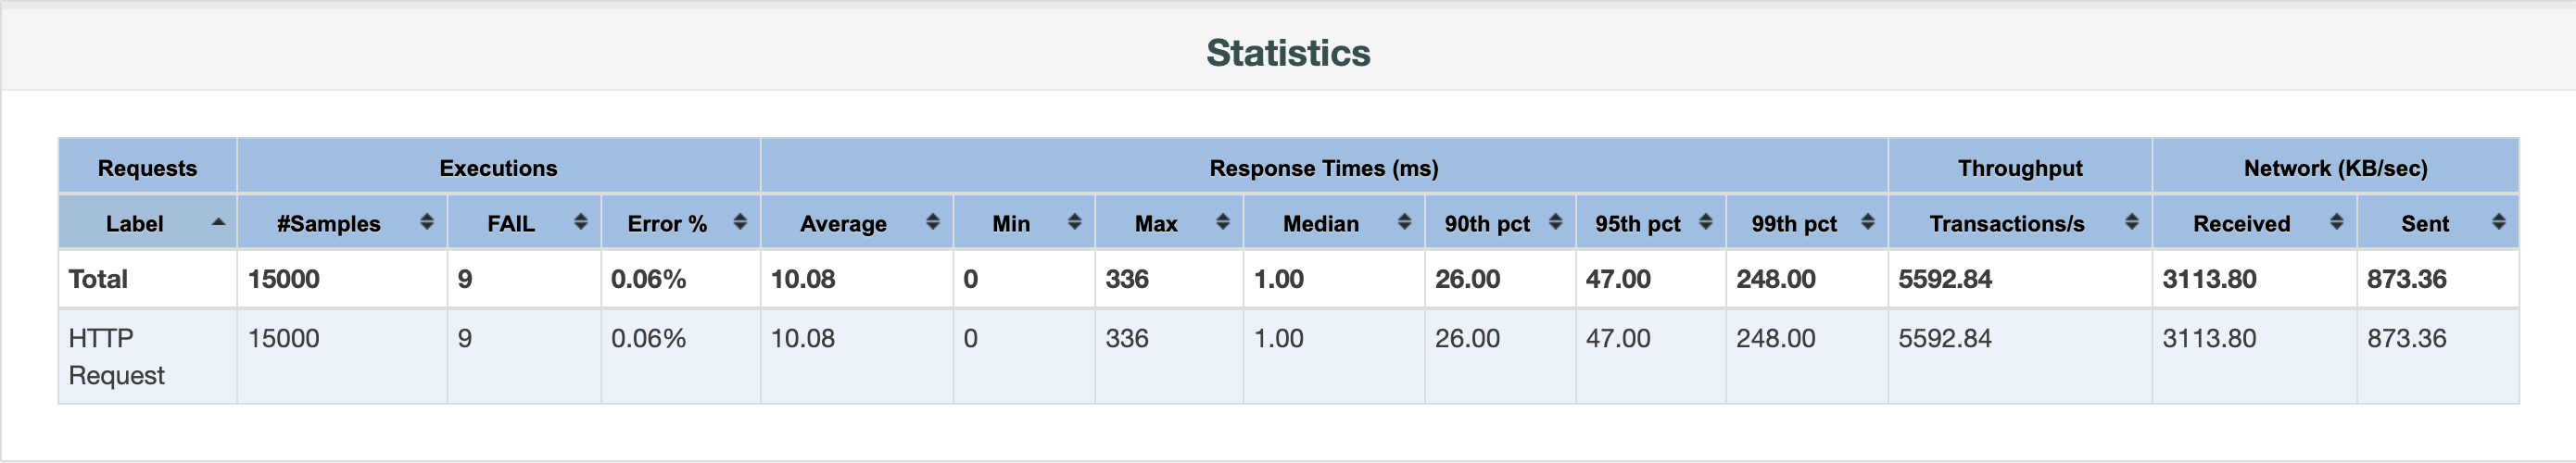 Statistics
Requests Executions Response Times (ms) Throughput Network (KB/sec)
Label #Samples FAIL Error % Average Min Max Median 90th pct 95th pct 99th pct Transactions/s Received Sent
Total 15000 9 0.06% 10.08 0 336 1.00 26.00 47.00 248.00 5592.84 3113.80 873.36
HTTP Request 15000 9 0.06% 10.08 0 336 1.00 26.00 47.00 248.00 5592.84 3113.80 873.36